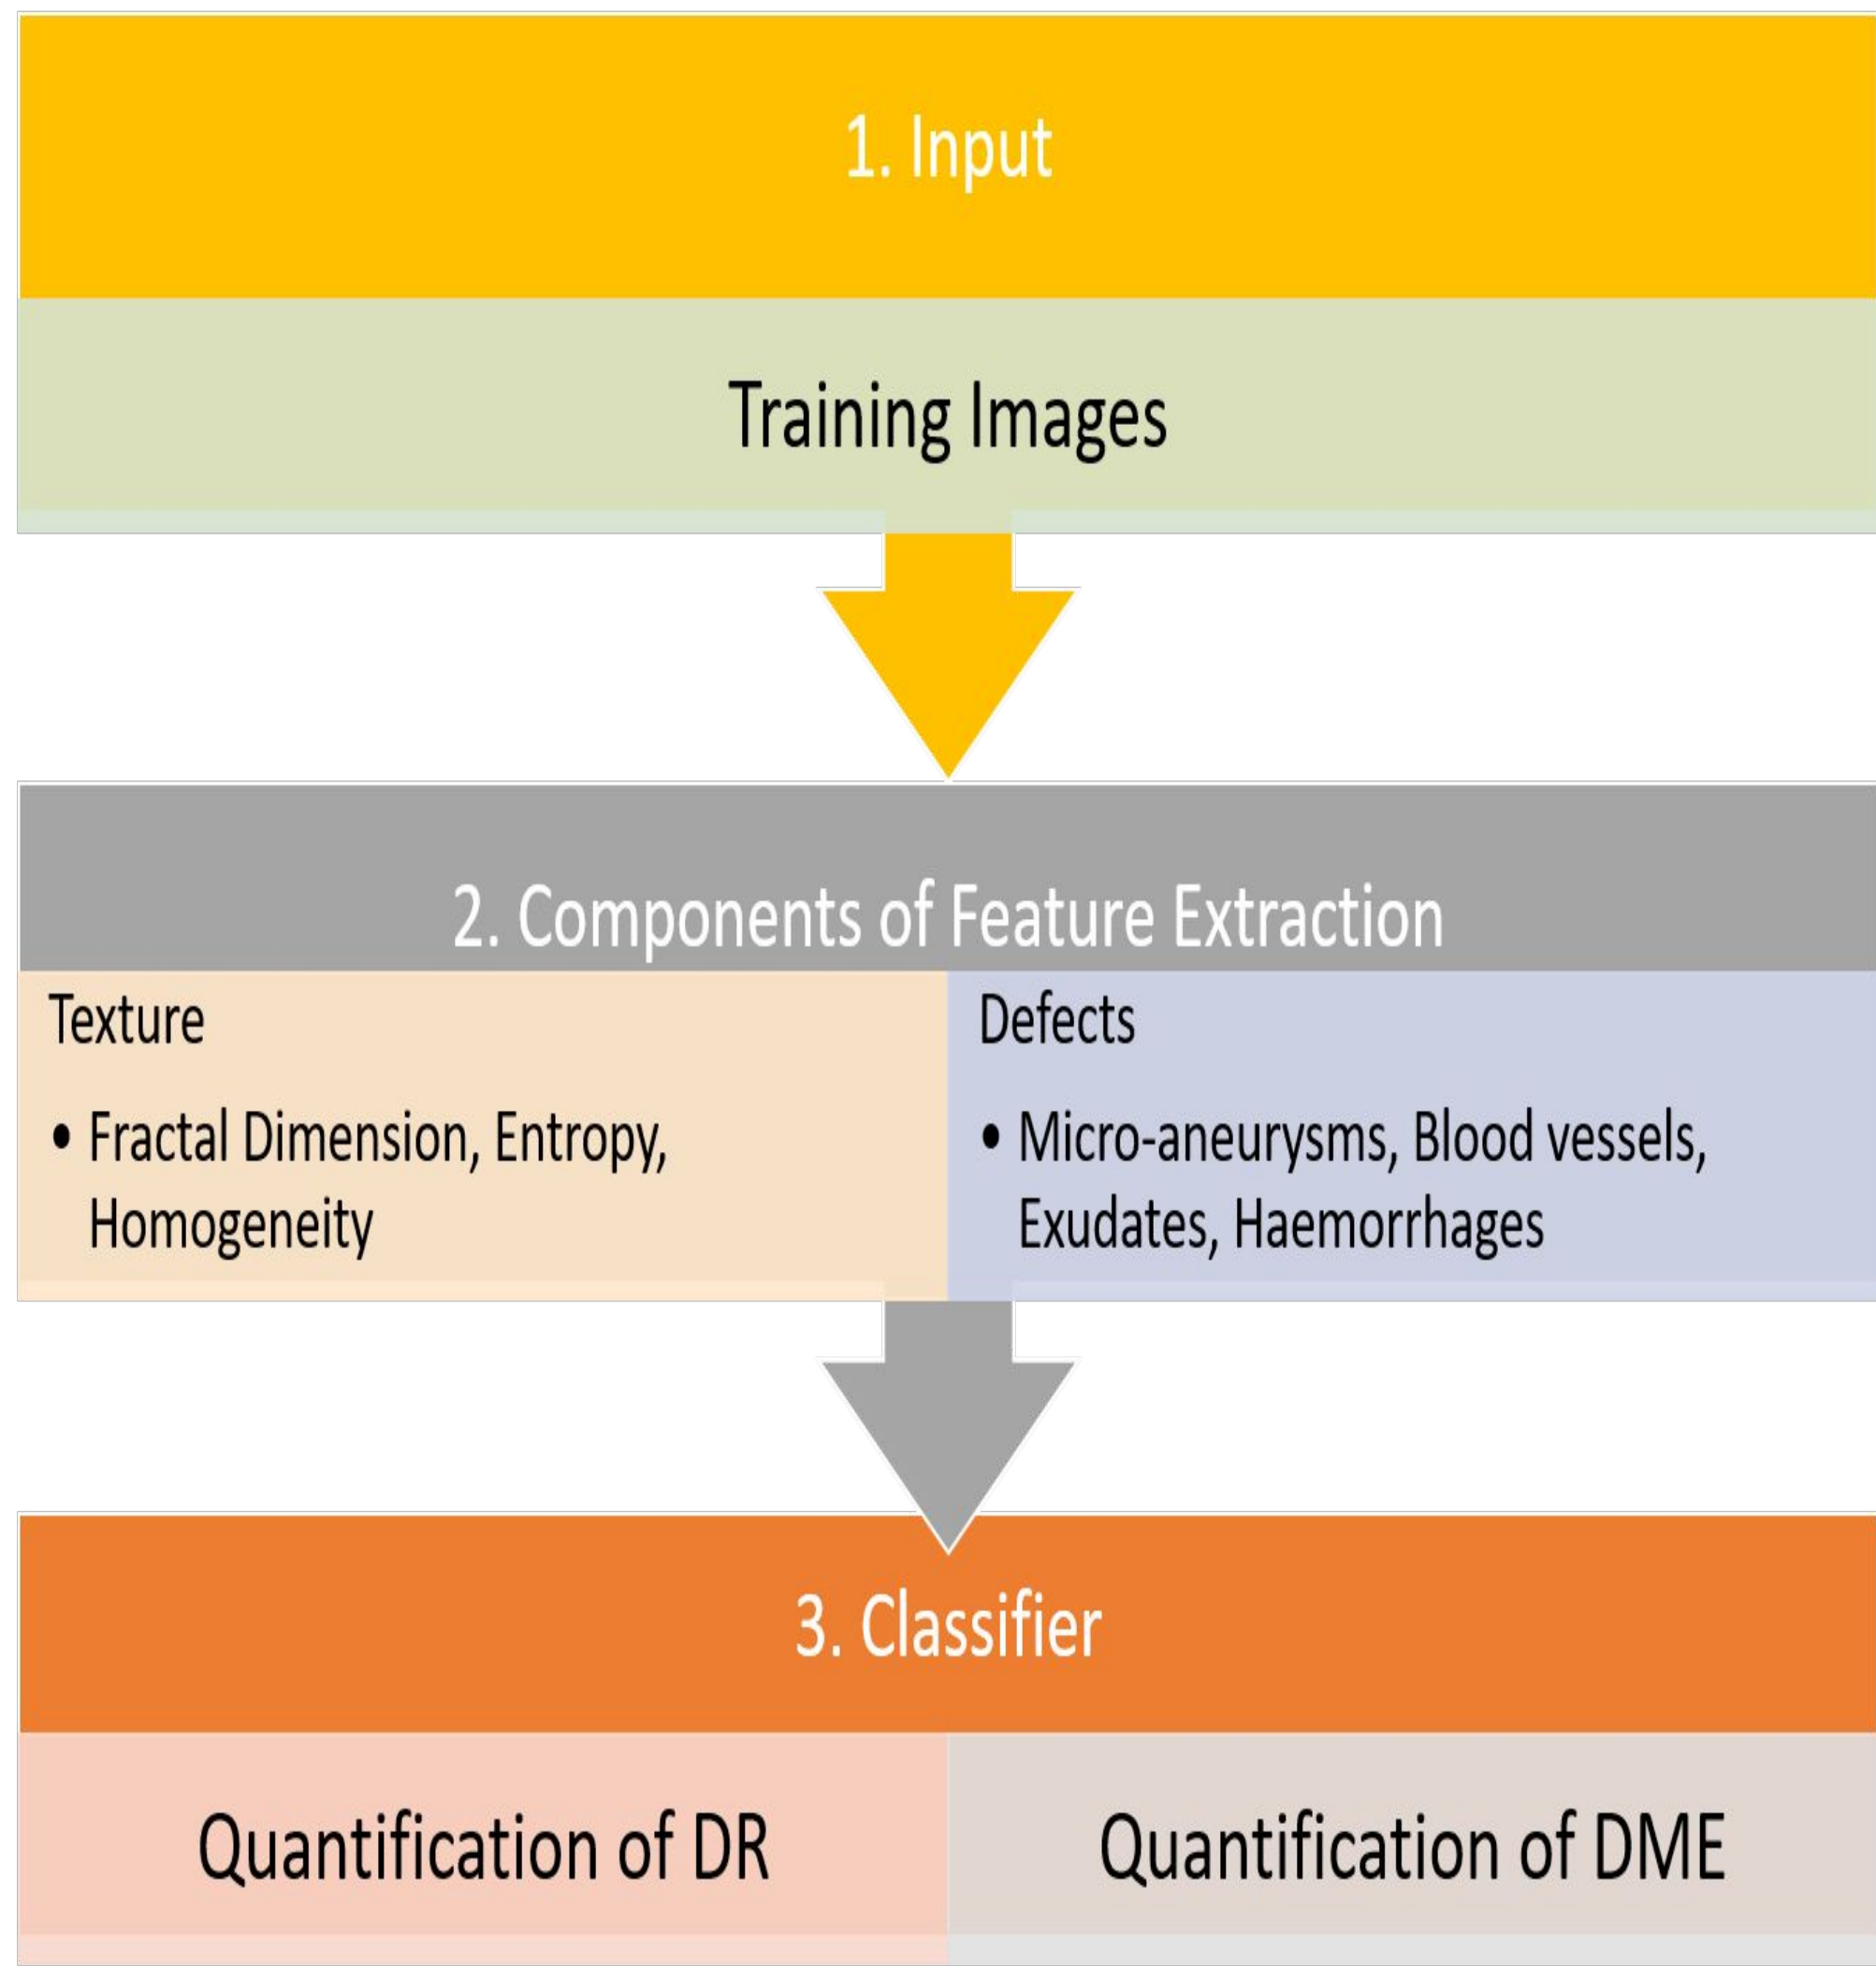 1. Input
Training Images
2. Components of Feature Extraction
Texture
• Fractal Dimension, Entropy,
Homogeneity
Defects
• Micro-aneurysms, Blood vessels,
Exudates, Haemorrhages
3. Classifier
Quantification of DR
Quantification of DME